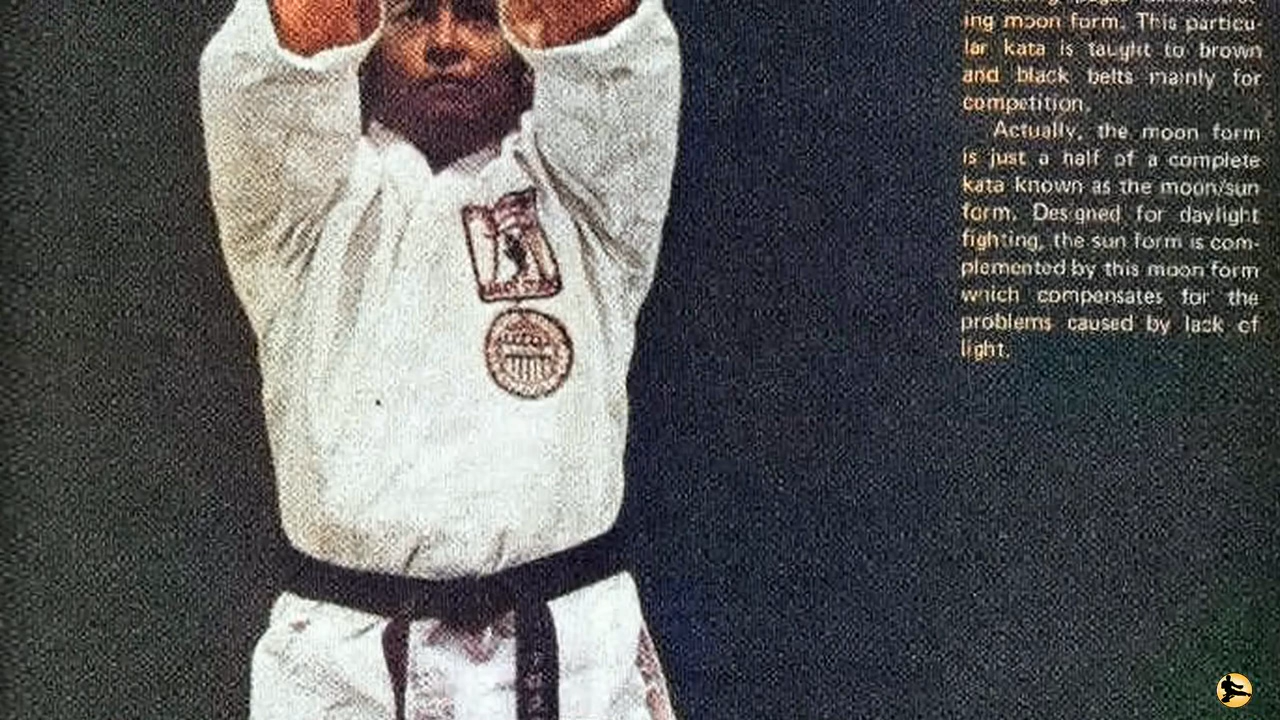 ing moon form. This particu-
lar kata is taught to brown
and black belts mainly for
competition.
Actually, the moon form
is just a half of a complete
kata known as the moon/sun
form. Designed for daylight
fighting, the sun form is com-
plemented by this moon form
which compensates for the
problems caused by lack of
light.